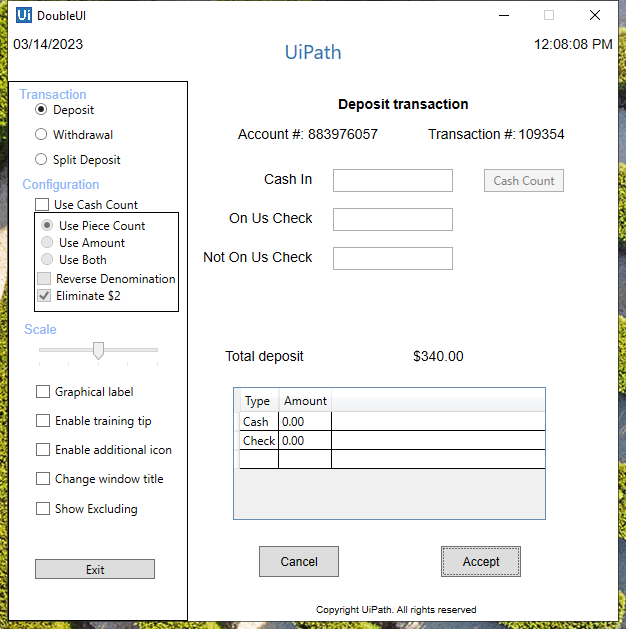 Ui DoubleUI
03/14/2023
UiPath
12:08:08 PM
Transaction
Deposit
Withdrawal
Split Deposit
Configuration
Use Cash Count
Use Piece Count
Use Amount
Use Both
Reverse Denomination
Eliminate $2
Scale
Graphical label
Enable training tip
Enable additional icon
Change window title
Show Excluding
Exit
Deposit transaction
Account #: 883976057 Transaction #: 109354
Cash In
Cash Count
On Us Check
Not On Us Check
Total deposit $340.00
Type Amount
Cash 0.00
Check 0.00
Cancel Accept
Copyright UiPath. All rights reserved